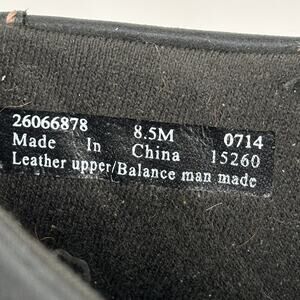 26066878 8.5M 0714
Made In China 15260
Leather upper/Balance man made